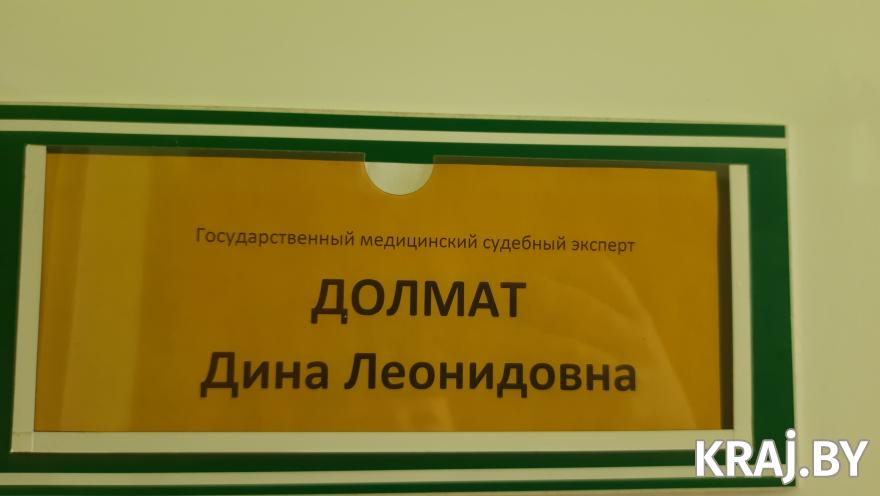 Государственный медицинский судебный эксперт
ДОЛМАТ
Дина Леонидовна
KRAJ.BY